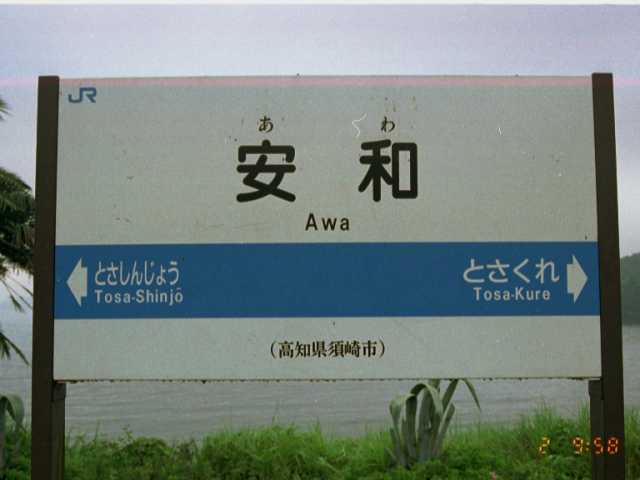 JR
あ わ
安 和
Awa
とさしんじょう
Tosa-Shinjō
とさくれ
Tosa-Kure
(高知県須崎市)
2 9:58